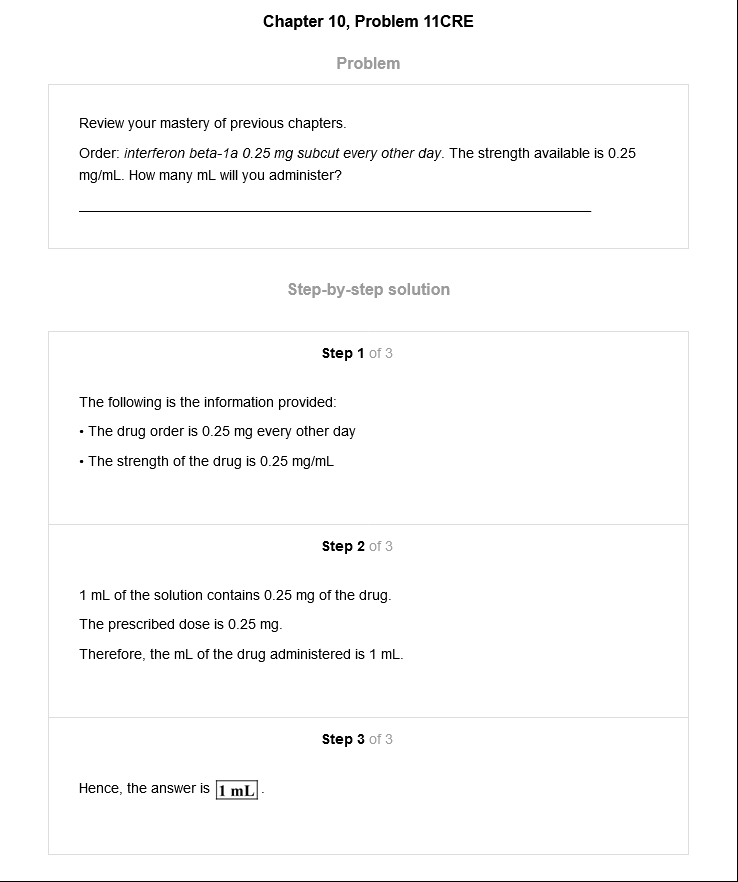 Chapter 10, Problem 11CRE
Problem
Review your mastery of previous chapters.
Order: interferon beta-1a 0.25 mg subcut every other day. The strength available is 0.25
mg/mL. How many mL will you administer?
Step-by-step solution
Step 1 of 3
The following is the information provided:
• The drug order is 0.25 mg every other day
• The strength of the drug is 0.25 mg/mL
Step 2 of 3
1 mL of the solution contains 0.25 mg of the drug.
The prescribed dose is 0.25 mg.
Therefore, the mL of the drug administered is 1 mL.
Step 3 of 3
Hence, the answer is 1 mL.